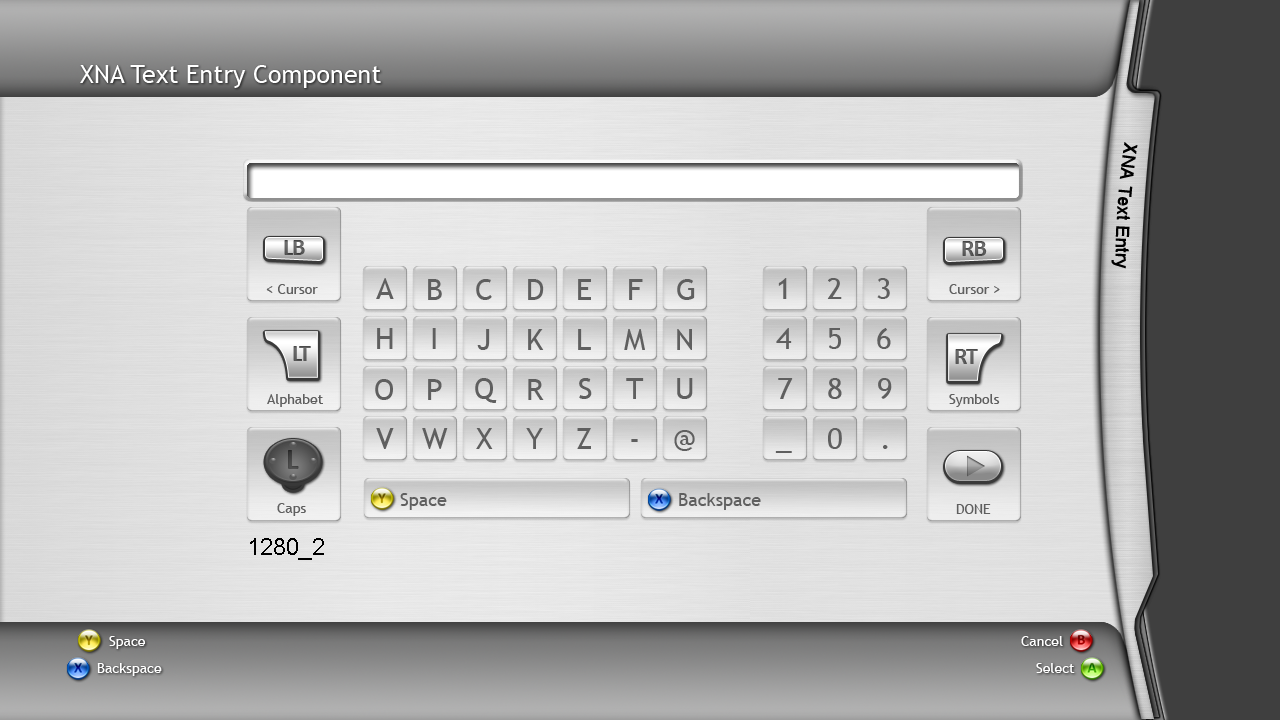 XNA Text Entry Component
XNA Text Entry
LB
< Cursor
RB
Cursor >
A B C D E F G 1 2 3
H I J K L M N 4 5 6
LT
Alphabet
RT
Symbols
O P Q R S T U 7 8 9
V W X Y Z - @ _ 0 .
L
Caps
Y Space
X Backspace
DONE
1280_2
Y Space
X Backspace
Cancel B
Select A